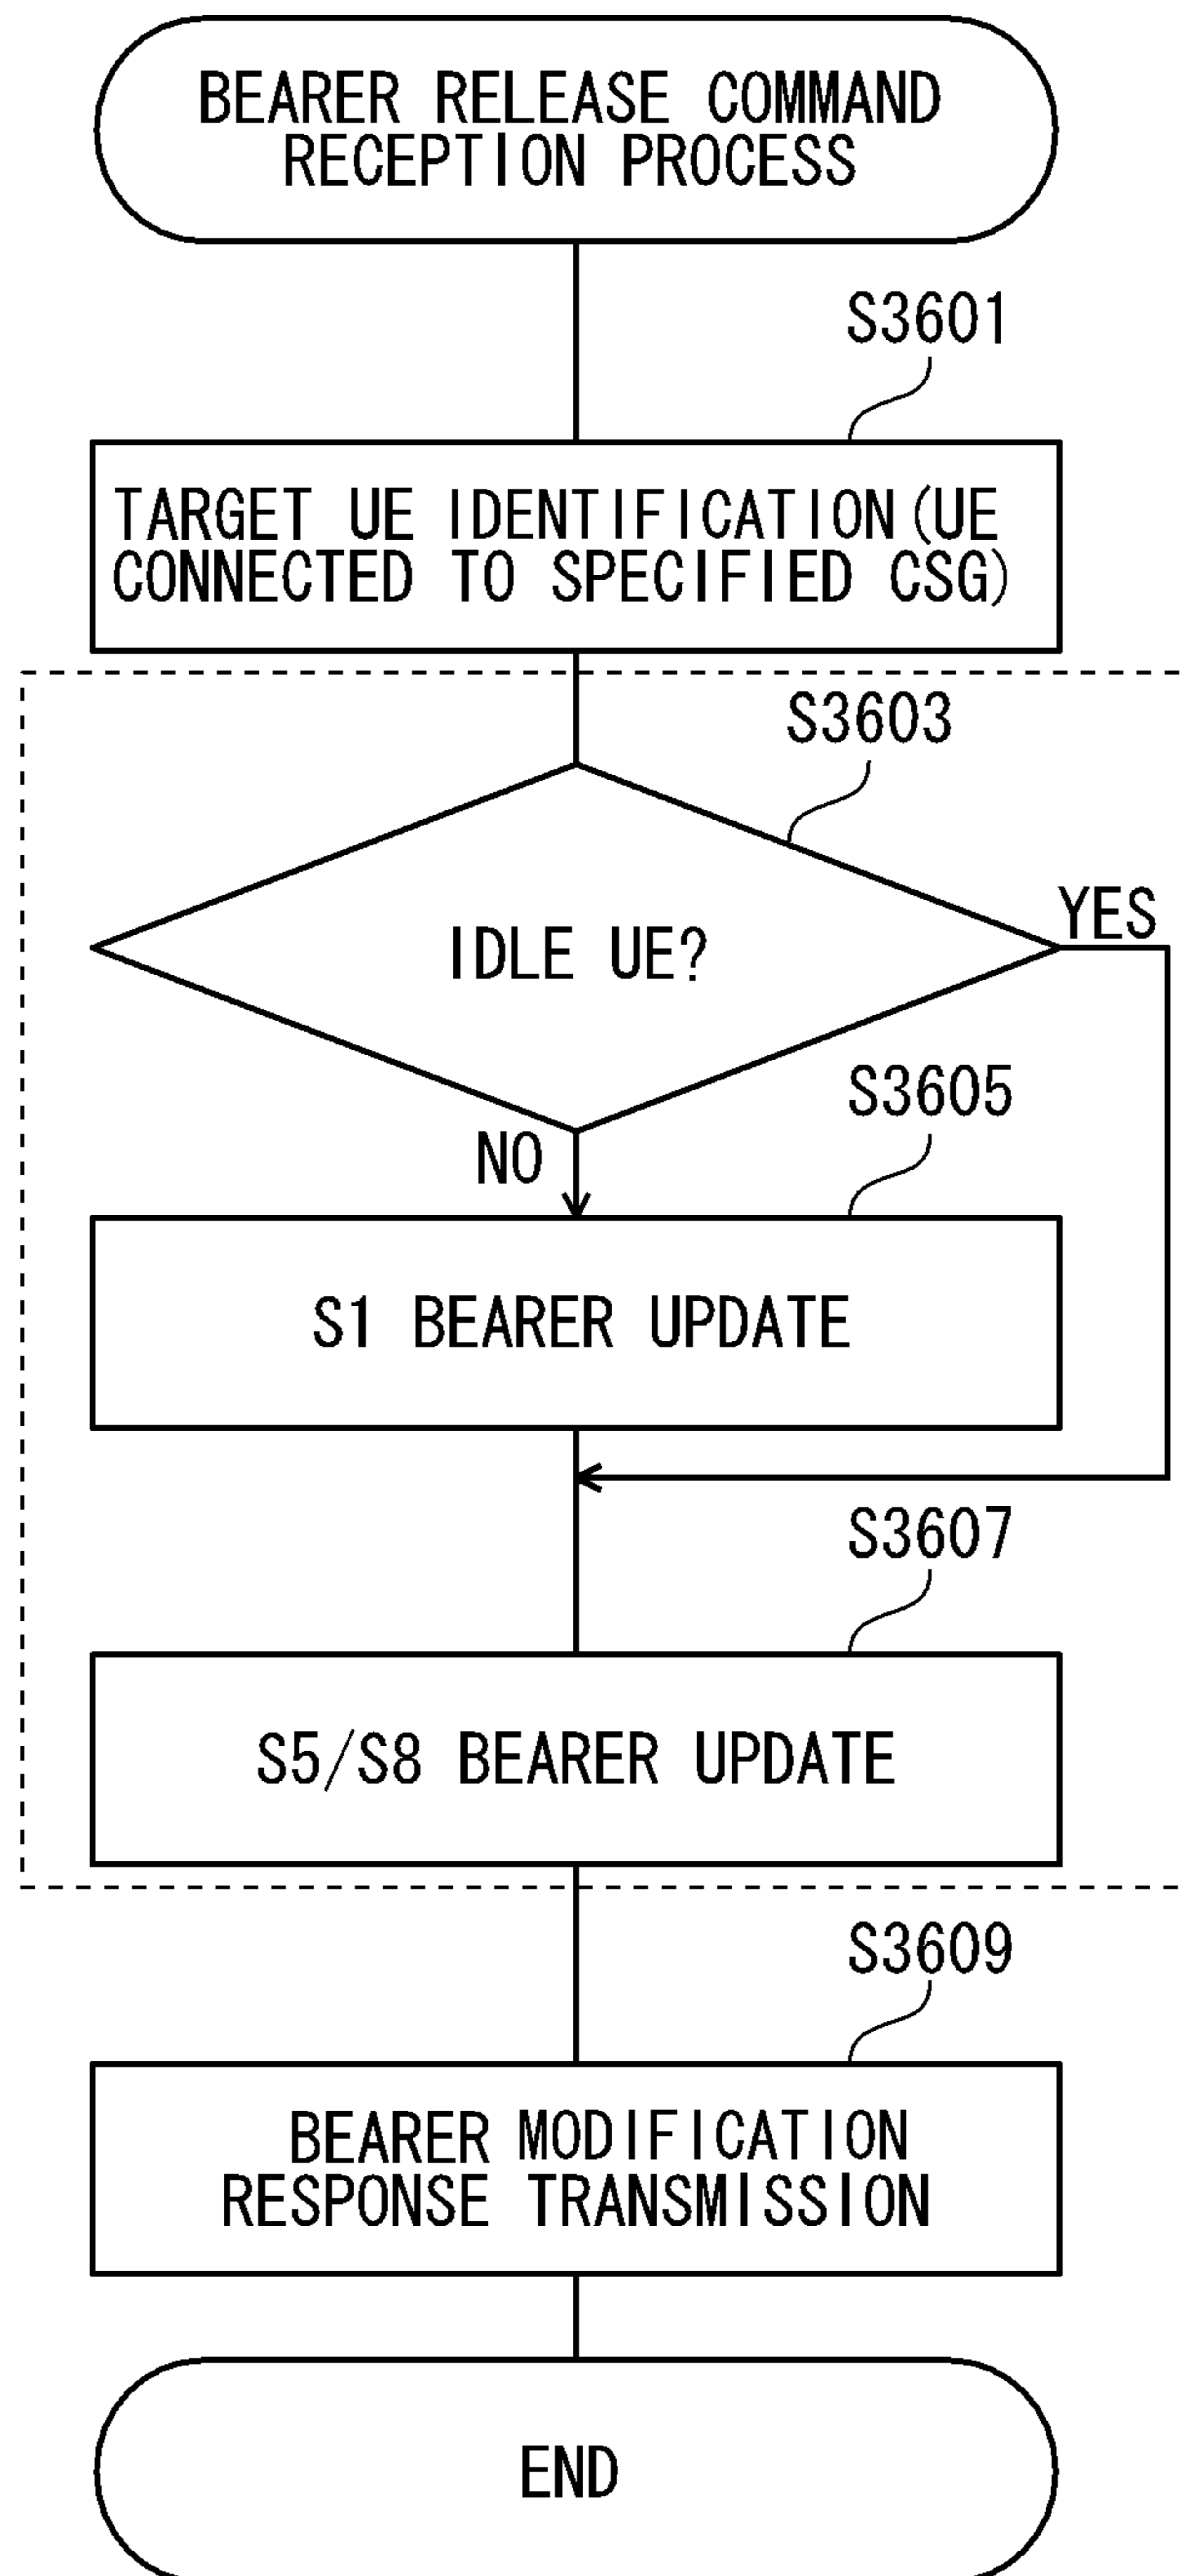 BEARER RELEASE COMMAND
RECEPTION PROCESS
S3601
TARGET UE IDENTIFICATION(UE
CONNECTED TO SPECIFIED CSG)
S3603
IDLE UE?
YES
NO
S3605
S1 BEARER UPDATE
S3607
S5/S8 BEARER UPDATE
S3609
BEARER MODIFICATION
RESPONSE TRANSMISSION
END